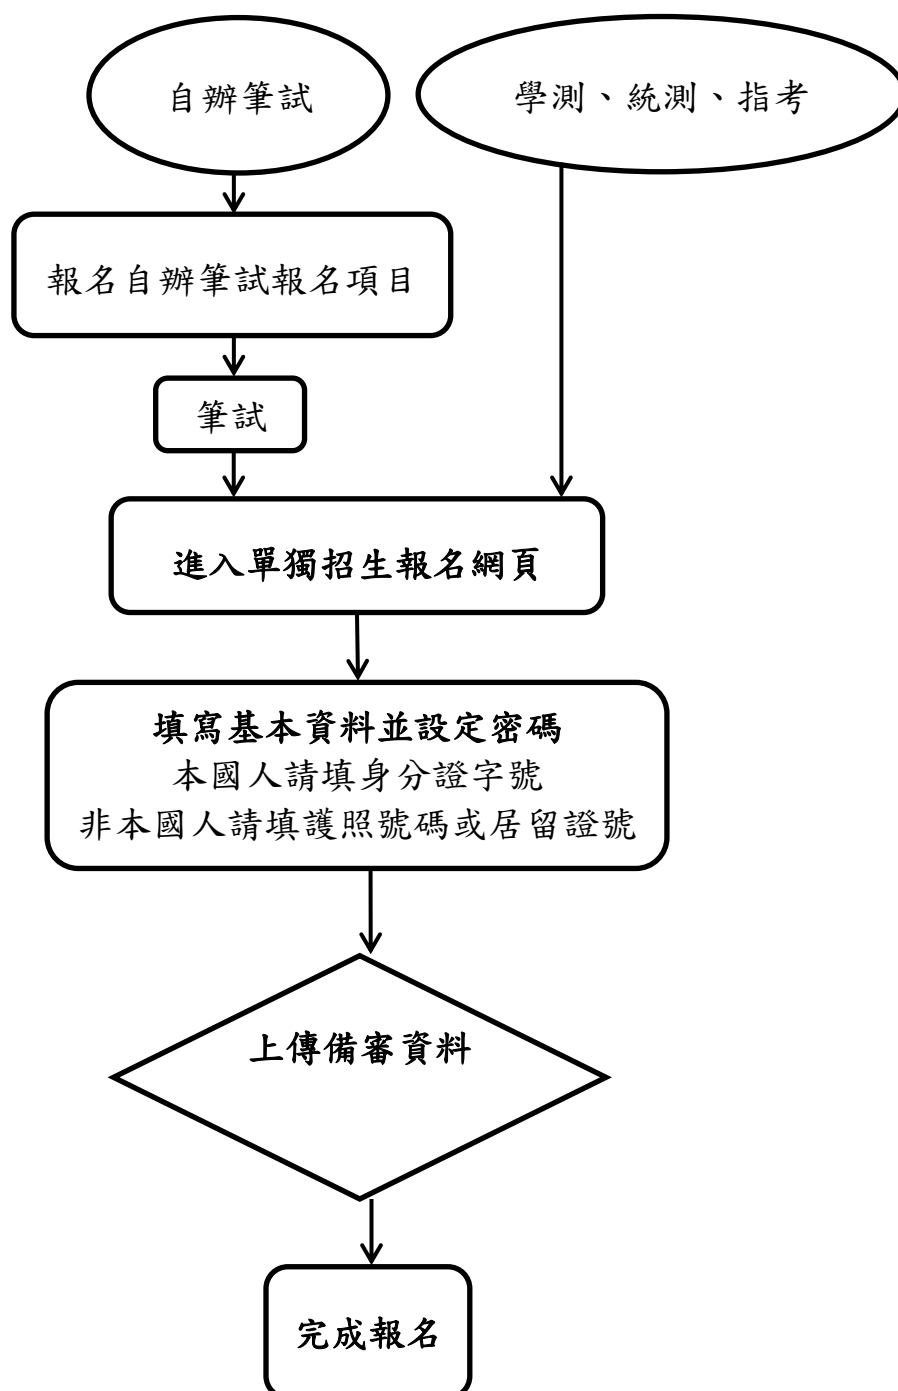 自辦筆試
學測、統測、指考
報名自辦筆試報名項目
筆試
進入單獨招生報名網頁
填寫基本資料並設定密碼
本國人請填身分證字號
非本國人請填護照號碼或居留證號
上傳備審資料
完成報名